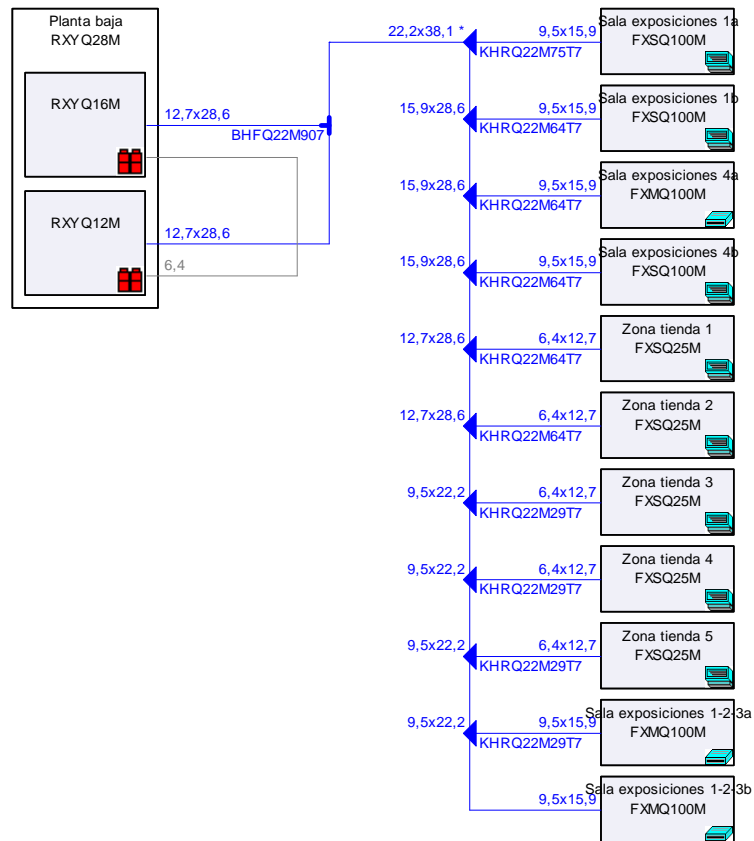 Planta baja
RXYQ28M
RXYQ16M
12,7x28,6
BHFQ22M907
RXYQ12M
12,7x28,6
6,4
22,2x38,1 *
9,5x15,9
KHRQ22M75T7
Sala exposiciones 1a
FXSQ100M
15,9x28,6
9,5x15,9
KHRQ22M64T7
Sala exposiciones 1b
FXSQ100M
15,9x28,6
9,5x15,9
KHRQ22M64T7
Sala exposiciones 4a
FXMQ100M
15,9x28,6
9,5x15,9
KHRQ22M64T7
Sala exposiciones 4b
FXSQ100M
12,7x28,6
6,4x12,7
KHRQ22M64T7
Zona tienda 1
FXSQ25M
12,7x28,6
6,4x12,7
KHRQ22M64T7
Zona tienda 2
FXSQ25M
9,5x22,2
6,4x12,7
KHRQ22M29T7
Zona tienda 3
FXSQ25M
9,5x22,2
6,4x12,7
KHRQ22M29T7
Zona tienda 4
FXSQ25M
9,5x22,2
6,4x12,7
KHRQ22M29T7
Zona tienda 5
FXSQ25M
9,5x22,2
9,5x15,9
KHRQ22M29T7
Sala exposiciones 1-2-3a
FXMQ100M
9,5x15,9
Sala exposiciones 1-2-3b
FXMQ100M